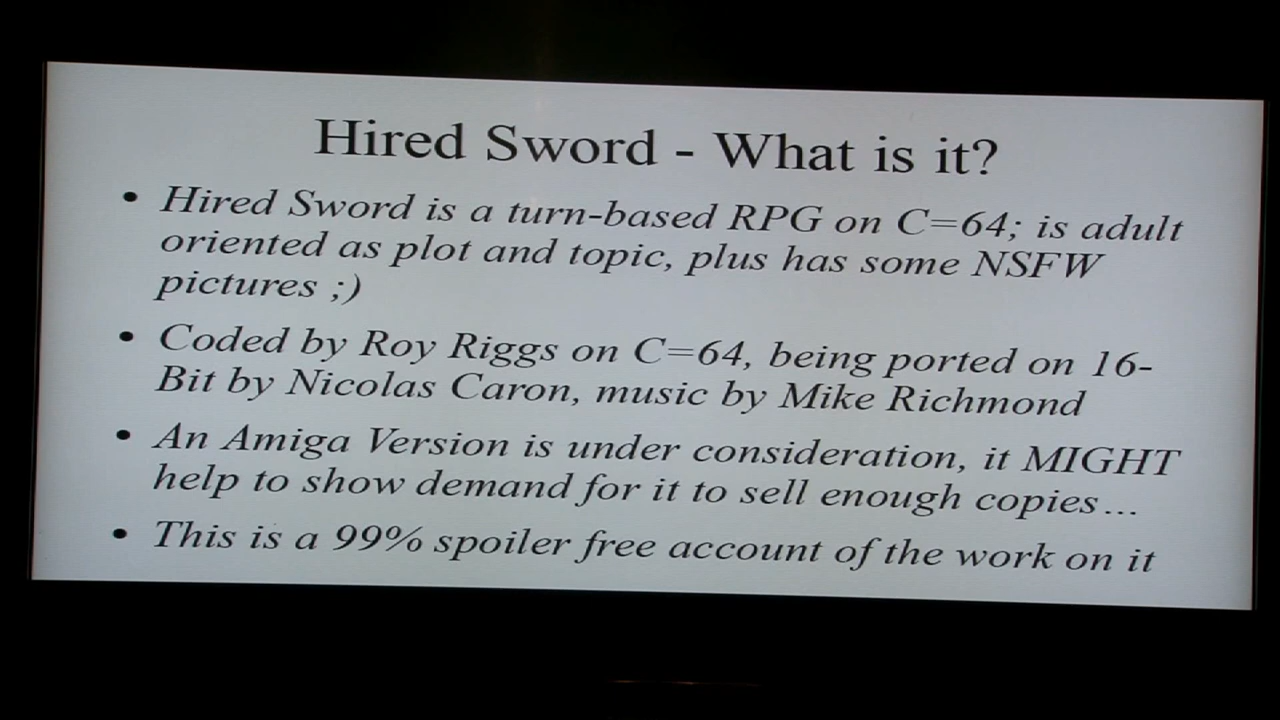 Hired Sword - What is it?
• Hired Sword is a turn-based RPG on C=64; is adult
oriented as plot and topic, plus has some NSFW
pictures ;)
• Coded by Roy Riggs on C=64, being ported on 16-
Bit by Nicolas Caron, music by Mike Richmond
• An Amiga Version is under consideration, it MIGHT
help to show demand for it to sell enough copies...
• This is a 99% spoiler free account of the work on it